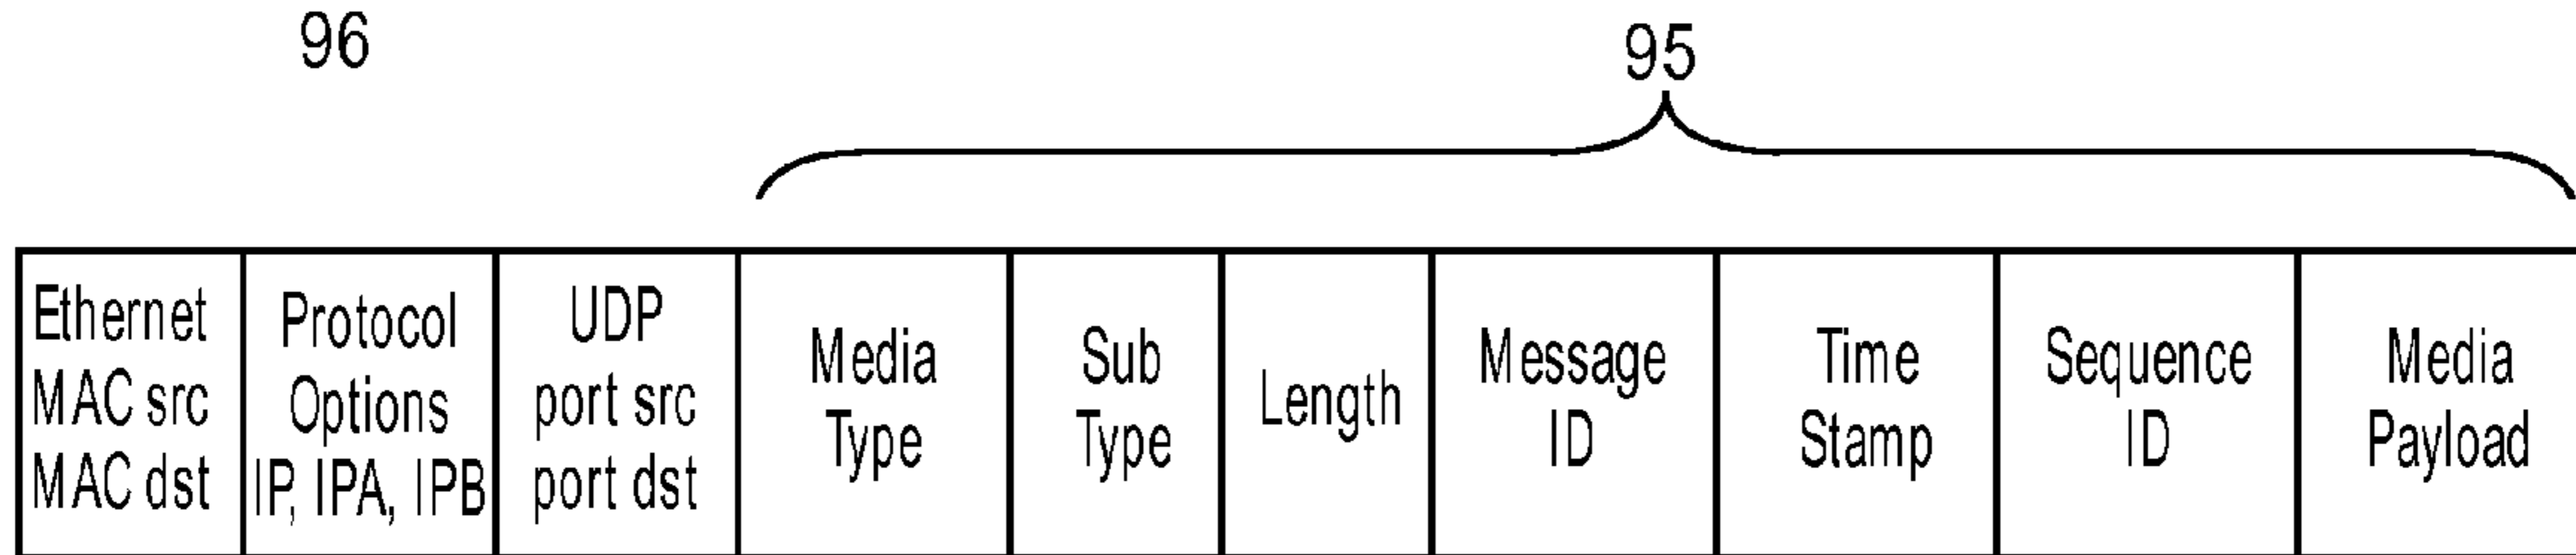 96
95
Ethernet
MAC src
MAC dst
Protocol
Options
IP, IPA, IPB
UDP
port src
port dst
Media
Type
Sub
Type
Length
Message
ID
Time
Stamp
Sequence
ID
Media
Payload